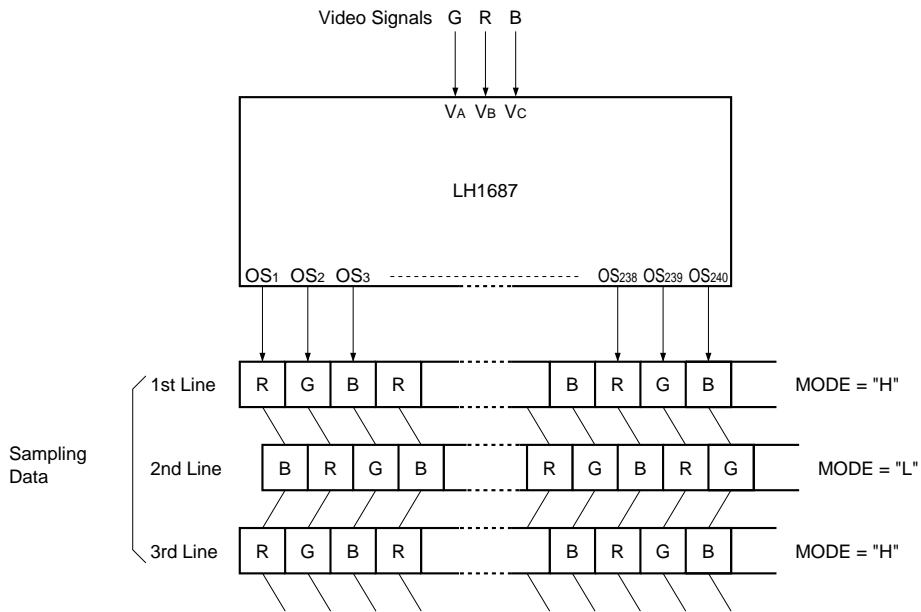 Video Signals G R B
VA VB VC
LH1687
OS1 OS2 OS3 OS238 OS239 OS240
1st Line R G B R B R G B MODE = "H"
Sampling Data
2nd Line B R G B R G B R G MODE = "L"
3rd Line R G B R B R G B MODE = "H"